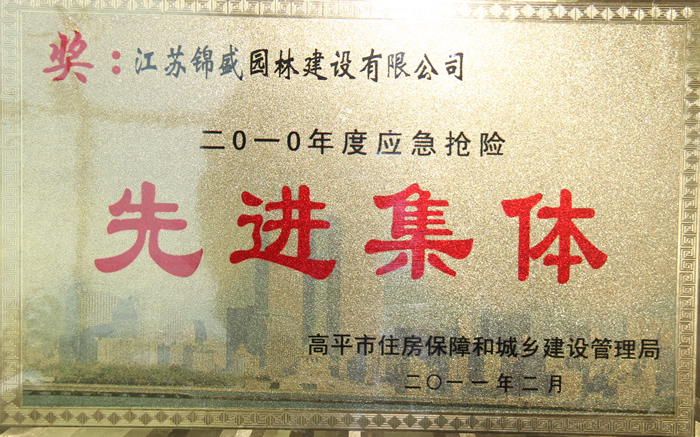 奖：江苏锦盛园林建设有限公司
二0一0年度应急抢险
先进集体
高平市住房保障和城乡建设管理局
二〇一一年二月